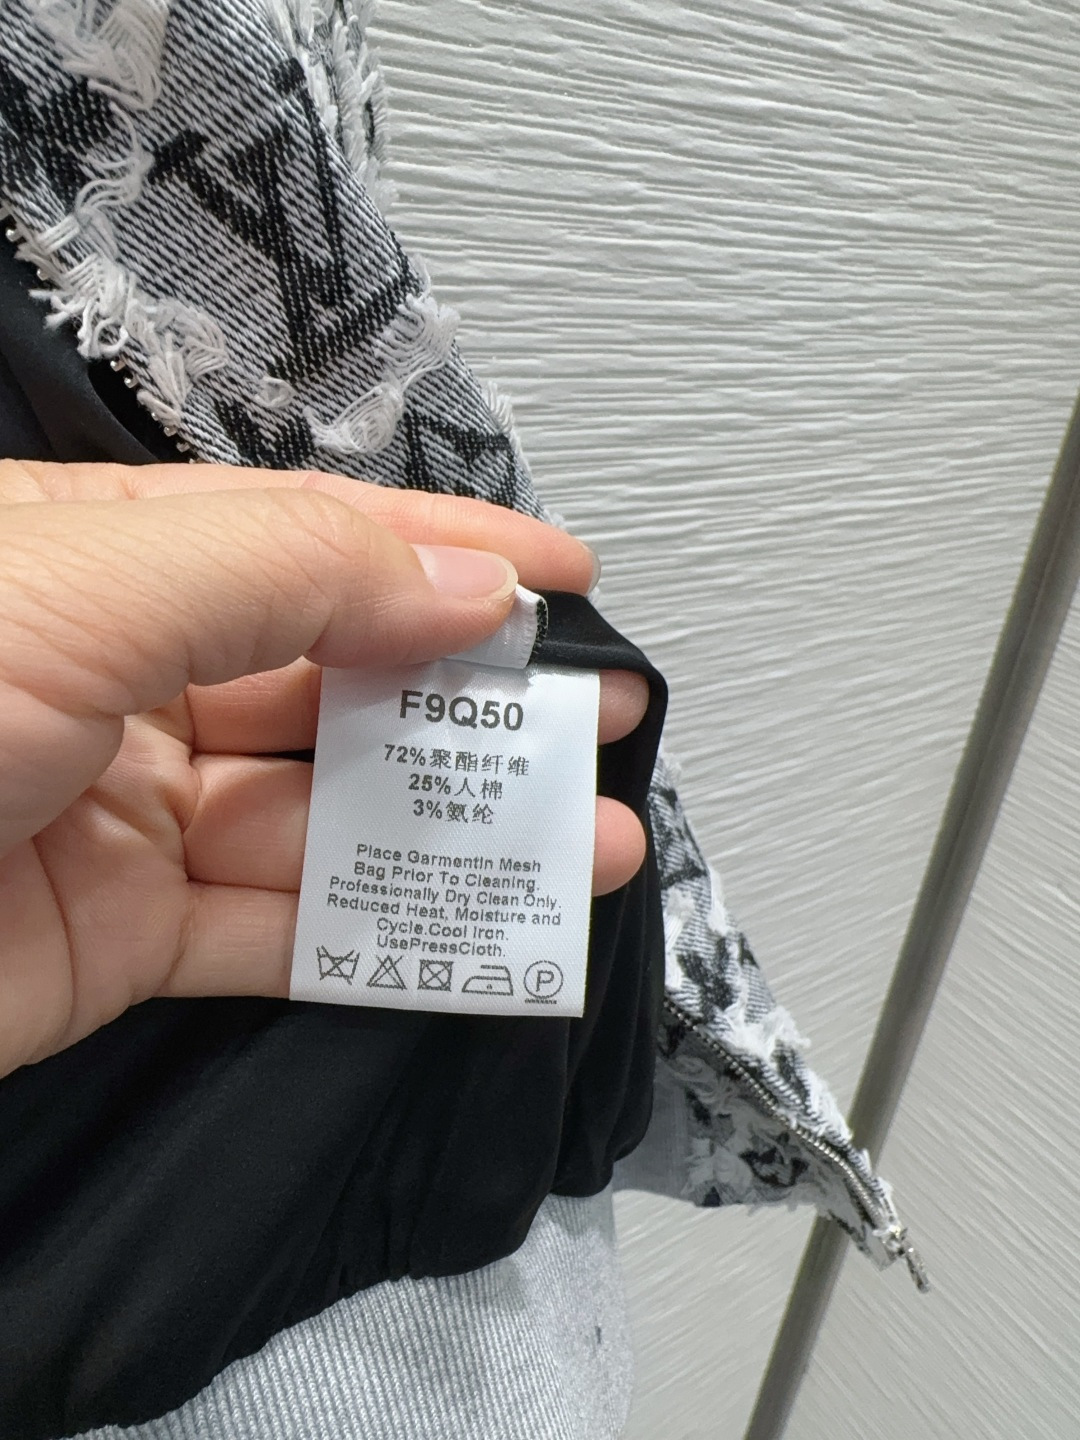 F9Q50
72%聚酯纤维
25%人棉
3%氨纶
Place Garmentin Mesh
Bag Prior To Cleaning.
Professionally Dry Clean Only.
Reduced Heat, Moisture and
Cycle.Cool Iron.
UsePressCloth.
P